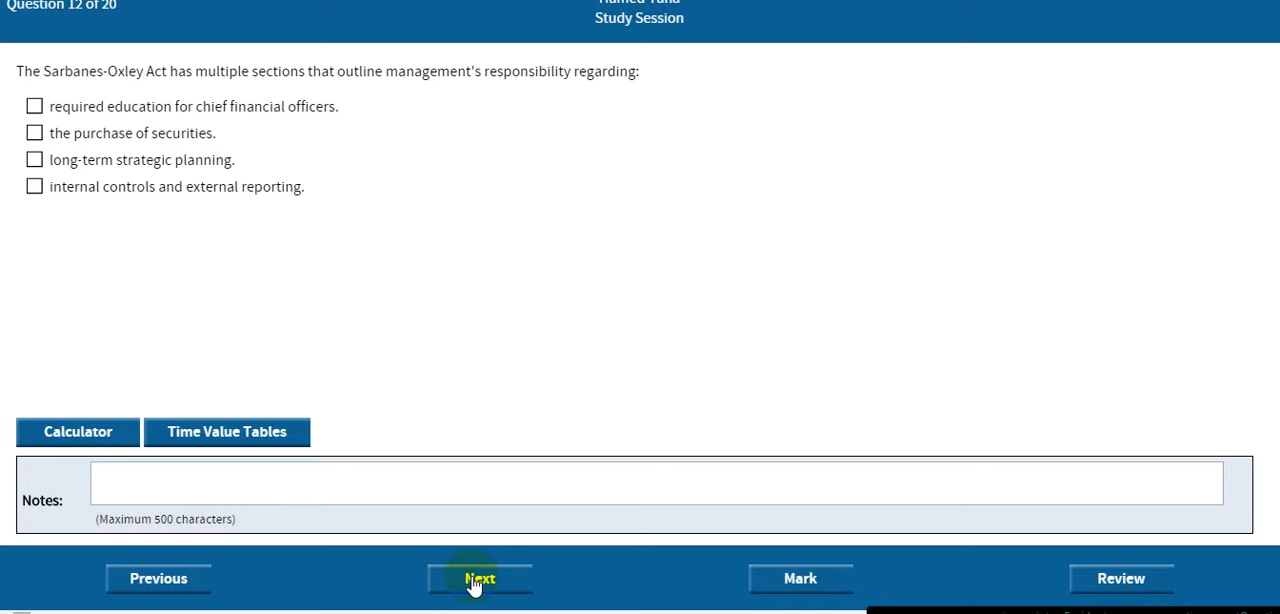 Question 12 of 20
Study Session
The Sarbanes-Oxley Act has multiple sections that outline management's responsibility regarding:
required education for chief financial officers.
the purchase of securities.
long-term strategic planning.
internal controls and external reporting.
Calculator
Time Value Tables
Notes:
(Maximum 500 characters)
Previous
Next
Mark
Review